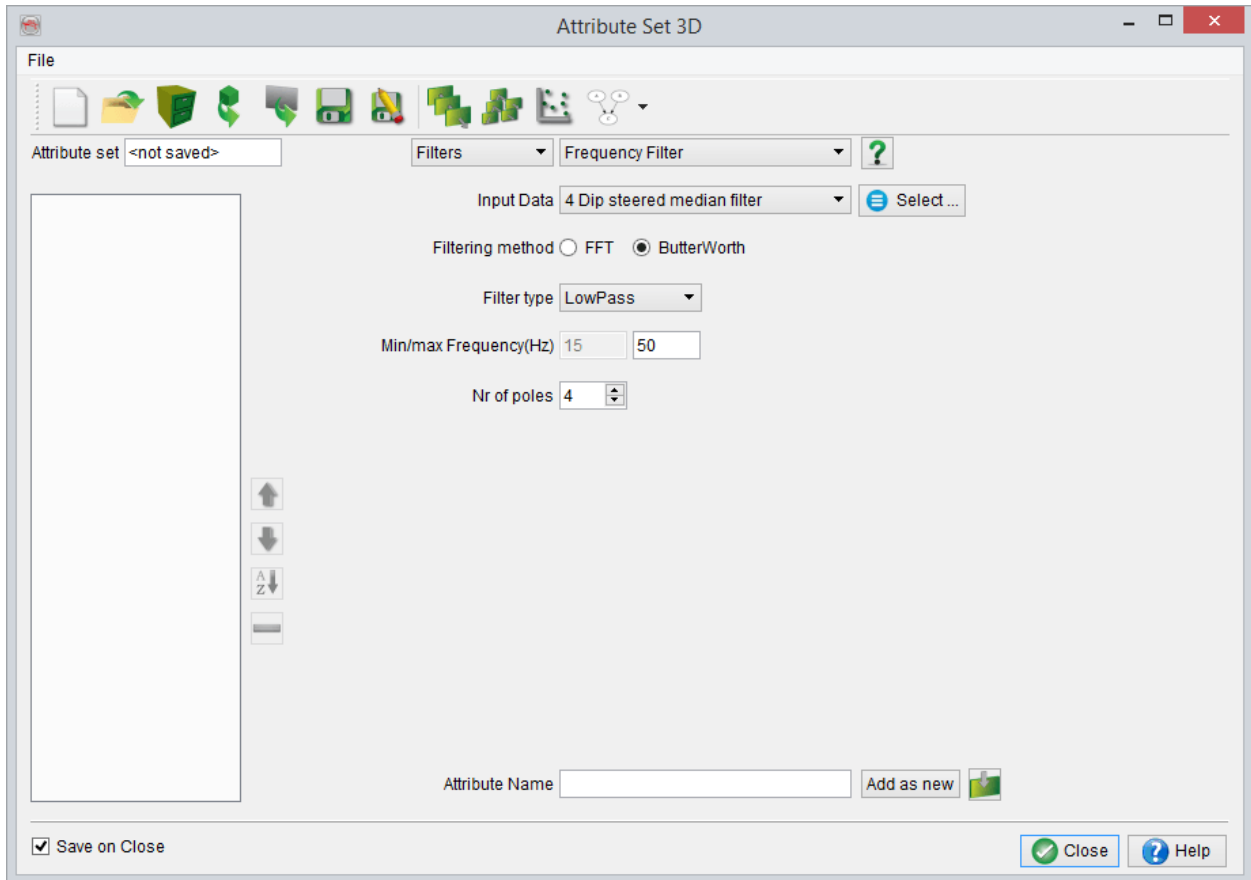 Attribute Set 3D
File
Attribute set <not saved> Filters Frequency Filter ?
Input Data 4 Dip steered median filter Select ...
Filtering method FFT ButterWorth
Filter type LowPass
Min/max Frequency(Hz) 15 50
Nr of poles 4
A
Z
Attribute Name Add as new
Save on Close Close ? Help